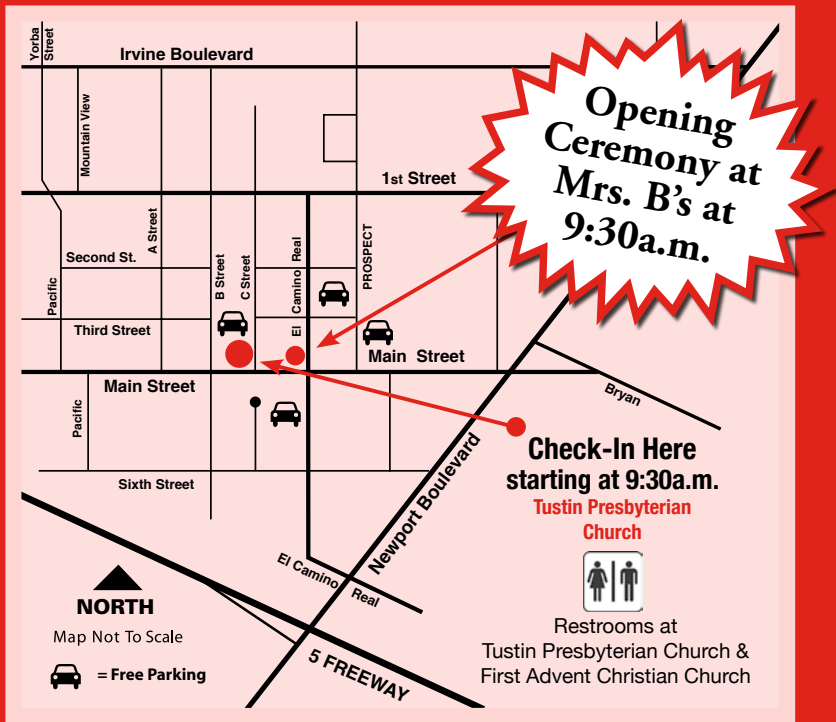 Yorba
Street
Irvine Boulevard
Mountain View
Opening
Ceremony at
Mrs. B's at
9:30a.m.
1st Street
A Street
B Street
C Street
El Camino Real
PROSPECT
Second St.
Pacific
Third Street
Main Street
Main Street
Pacific
Bryan
Sixth Street
Newport Boulevard
Check-In Here
starting at 9:30a.m.
Tustin Presbyterian
Church
El Camino Real
NORTH
Map Not To Scale
= Free Parking
5 FREEWAY
Restrooms at
Tustin Presbyterian Church &
First Advent Christian Church